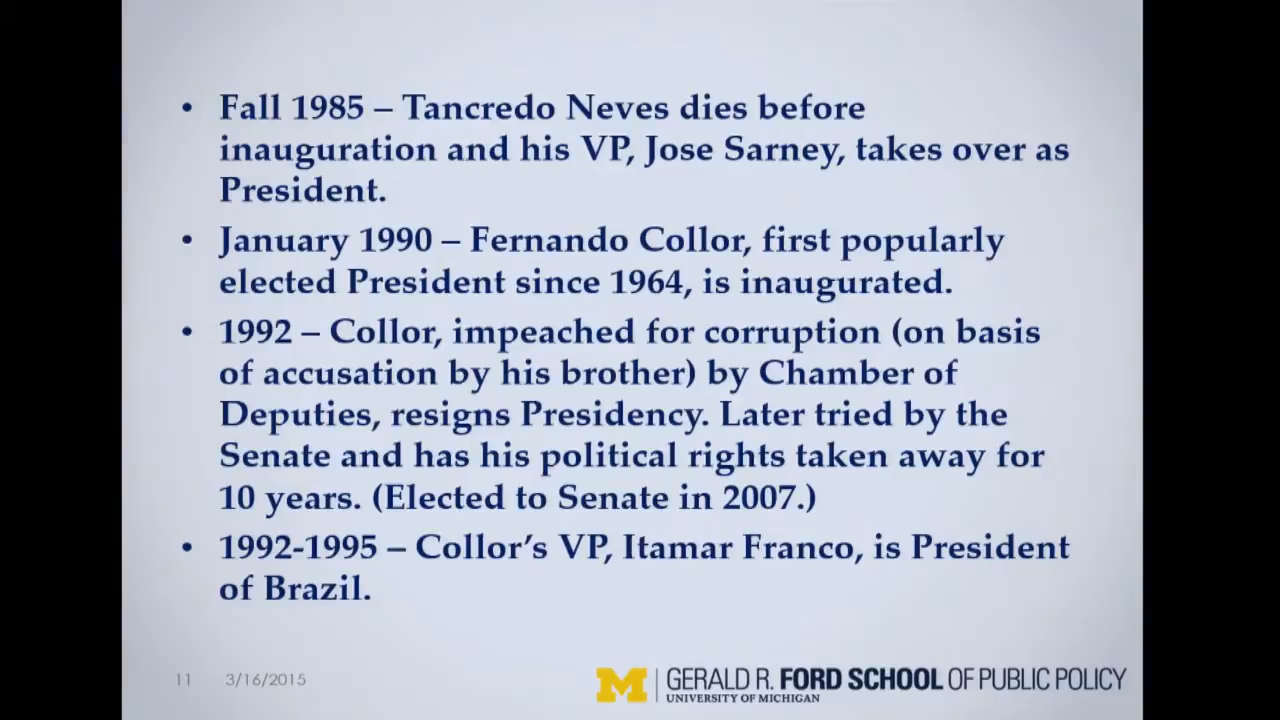 • Fall 1985 – Tancredo Neves dies before
inauguration and his VP, Jose Sarney, takes over as
President.
• January 1990 – Fernando Collor, first popularly
elected President since 1964, is inaugurated.
• 1992 – Collor, impeached for corruption (on basis
of accusation by his brother) by Chamber of
Deputies, resigns Presidency. Later tried by the
Senate and has his political rights taken away for
10 years. (Elected to Senate in 2007.)
• 1992-1995 – Collor's VP, Itamar Franco, is President
of Brazil.
11 3/16/2015
M GERALD R. FORD SCHOOL OF PUBLIC POLICY
UNIVERSITY OF MICHIGAN